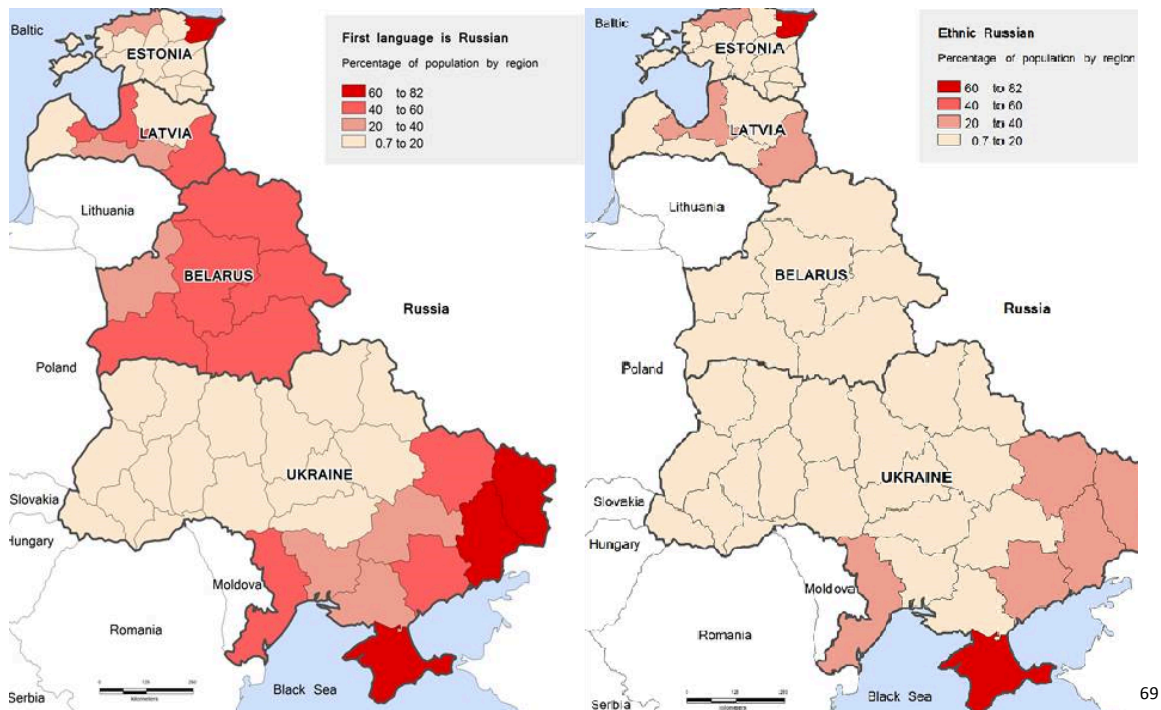 Baltic
First language is Russian
Percentage of population by region
60 to 82
40 to 60
20 to 40
0.7 to 20
ESTONIA
LATVIA
Lithuania
BELARUS
Russia
Poland
UKRAINE
Slovakia
Hungary
Moldova
Romania
Black Sea
Serbia
kilometers
Baltic
Ethnic Russian
Percentage of population by region
60 to 82
40 to 60
20 to 40
0.7 to 20
ESTONIA
LATVIA
Lithuania
BELARUS
Russia
Poland
UKRAINE
Slovakia
Hungary
Moldova
Romania
Black Sea
Serbia
kilometers
69